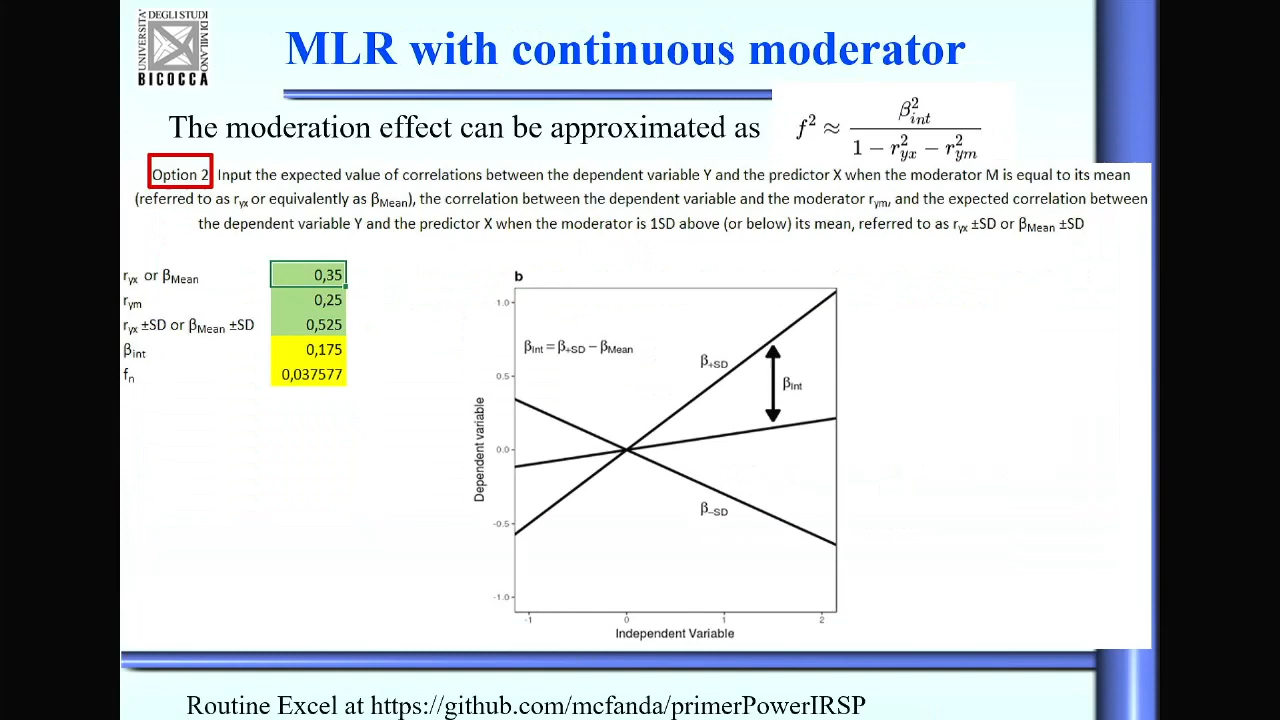 UNIVERSITA'
DEGLI STUDI
DI MILANO
BICOCCA
MLR with continuous moderator
The moderation effect can be approximated as f² ≈ β²int / 1 − r²yx − r²ym
Option 2 Input the expected value of correlations between the dependent variable Y and the predictor X when the moderator M is equal to its mean
(referred to as ryx or equivalently as βMean), the correlation between the dependent variable and the moderator rym, and the expected correlation between
the dependent variable Y and the predictor X when the moderator is 1SD above (or below) its mean, referred to as ryx ±SD or βMean ±SD
ryx or βMean 0,35
rym 0,25
ryx ±SD or βMean ±SD 0,525
βint 0,175
fn 0,037577
b
1.0
0.5
0.0
-0.5
-1.0
Dependent variable
βInt = β+SD − βMean
β+SD
βInt
β−SD
-1 0 1 2
Independent Variable
Routine Excel at https://github.com/mcfanda/primerPowerIRSP